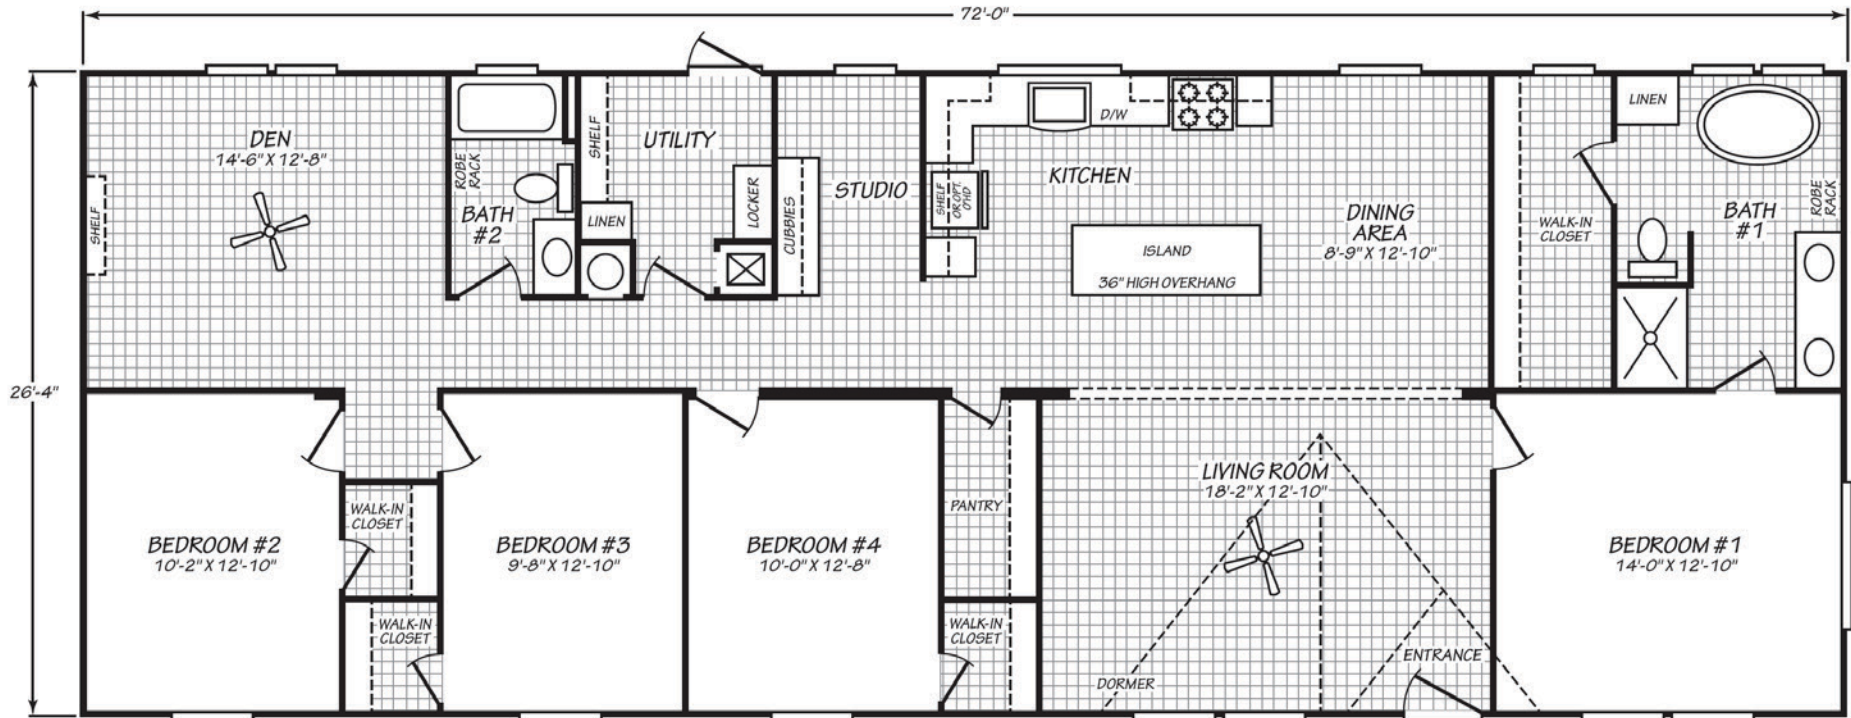 72'-0"
26'-4"
DEN
14'-6" X 12'-8"
SHELF
ROBE
RACK
BATH
#2
SHELF
UTILITY
LINEN
LOCKER
CUBBIES
STUDIO
D/W
KITCHEN
SHELF
OR OPT.
O'HD
ISLAND
36" HIGH OVERHANG
DINING
AREA
8'-9" X 12'-10"
WALK-IN
CLOSET
LINEN
BATH
#1
ROBE
RACK
BEDROOM #2
10'-2" X 12'-10"
WALK-IN
CLOSET
WALK-IN
CLOSET
BEDROOM #3
9'-8" X 12'-10"
BEDROOM #4
10'-0" X 12'-8"
PANTRY
WALK-IN
CLOSET
LIVING ROOM
18'-2" X 12'-10"
DORMER
ENTRANCE
BEDROOM #1
14'-0" X 12'-10"